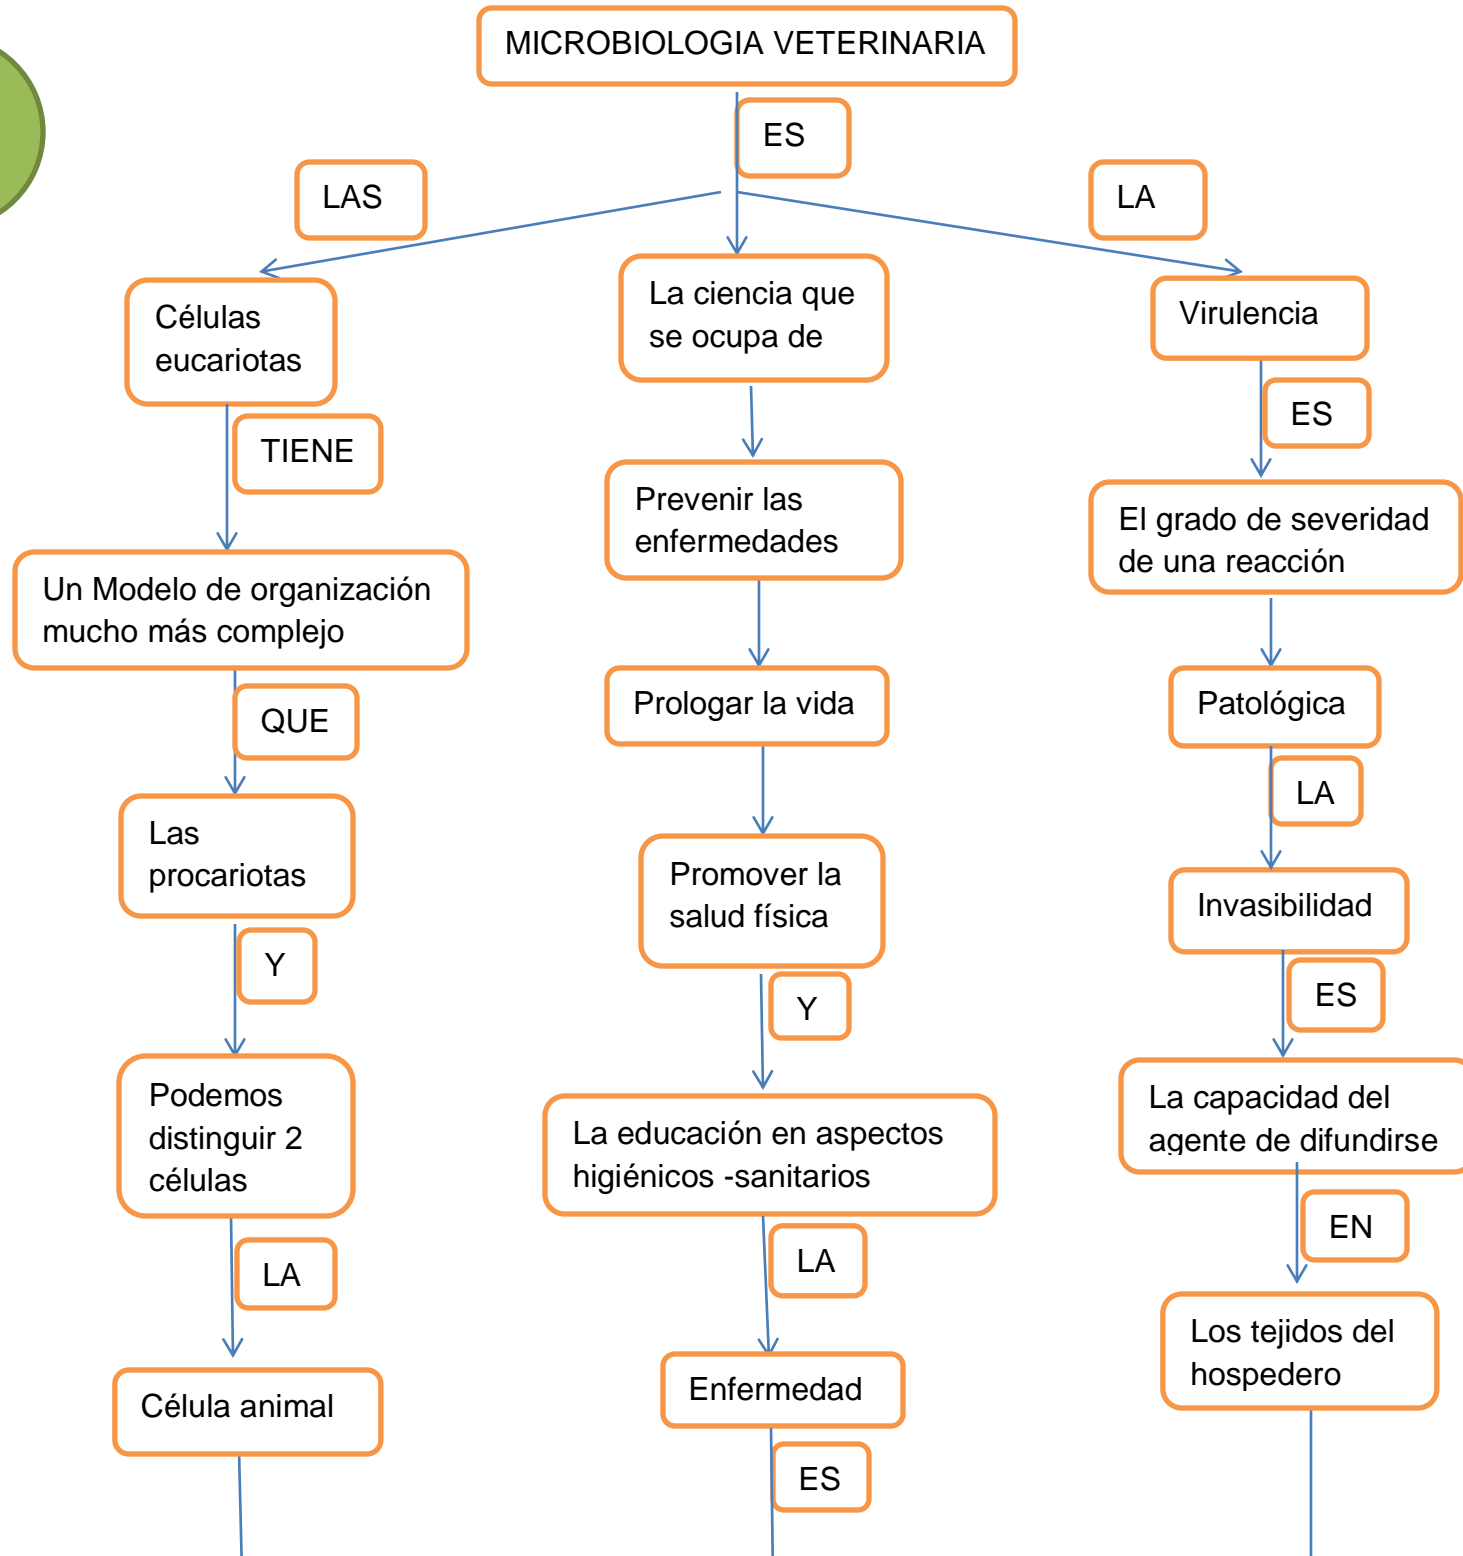 MICROBIOLOGIA VETERINARIA
ES
LAS
LA
Células
eucariotas
La ciencia que
se ocupa de
Virulencia
TIENE
ES
Prevenir las
enfermedades
El grado de severidad
de una reacción
Un Modelo de organización
mucho más complejo
Prologar la vida
Patológica
QUE
LA
Las
procariotas
Promover la
salud física
Invasibilidad
Y
Y
ES
Podemos
distinguir 2
células
La educación en aspectos
higiénicos -sanitarios
La capacidad del
agente de difundirse
LA
LA
EN
Célula animal
Enfermedad
Los tejidos del
hospedero
ES